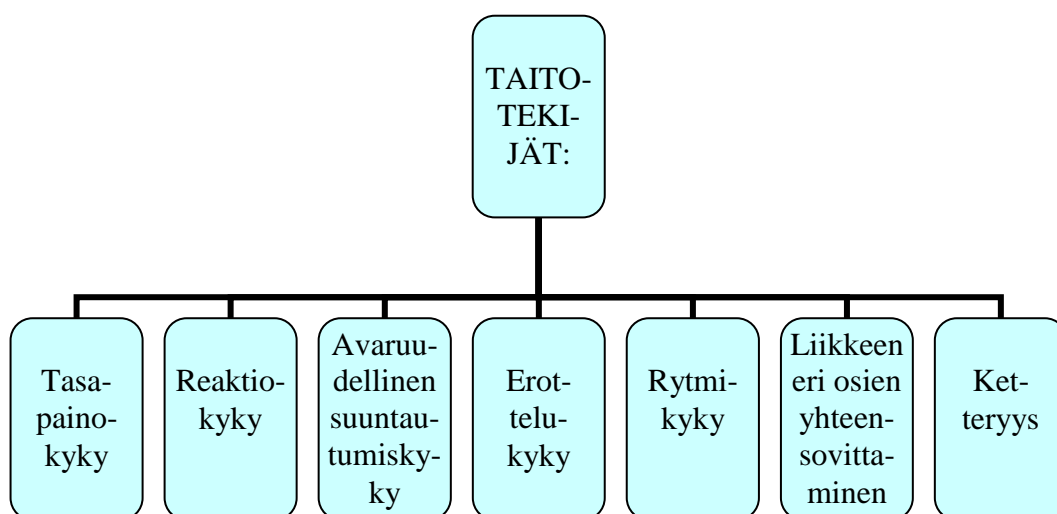 TAITO-
TEKI-
JÄT:
Tasa-
paino-
kyky
Reaktio-
kyky
Avaruu-
dellinen
suuntau-
tumisky-
ky
Erot-
telu-
kyky
Rytmi-
kyky
Liikkeen
eri osien
yhteen-
sovitta-
minen
Ket-
teryys